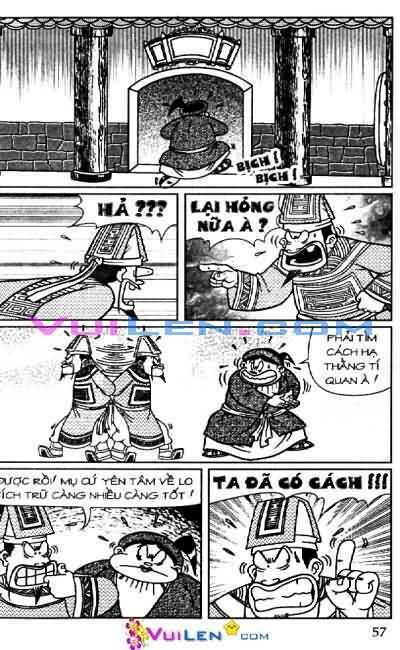 BỊCH!
BỊCH!
HẢ ???
LẠI HỎNG
NỮA À ?
VUILEN.COM
PHẢI TÌM
CÁCH HẠ
THẰNG TÍ
QUAN À !
ĐƯỢC RỒI! MỤ CỨ YÊN TÂM VỀ LO
TÍCH TRỮ CÀNG NHIỀU CÀNG TỐT !
TA ĐÃ CÓ CÁCH !!!
57
VUILEN.COM